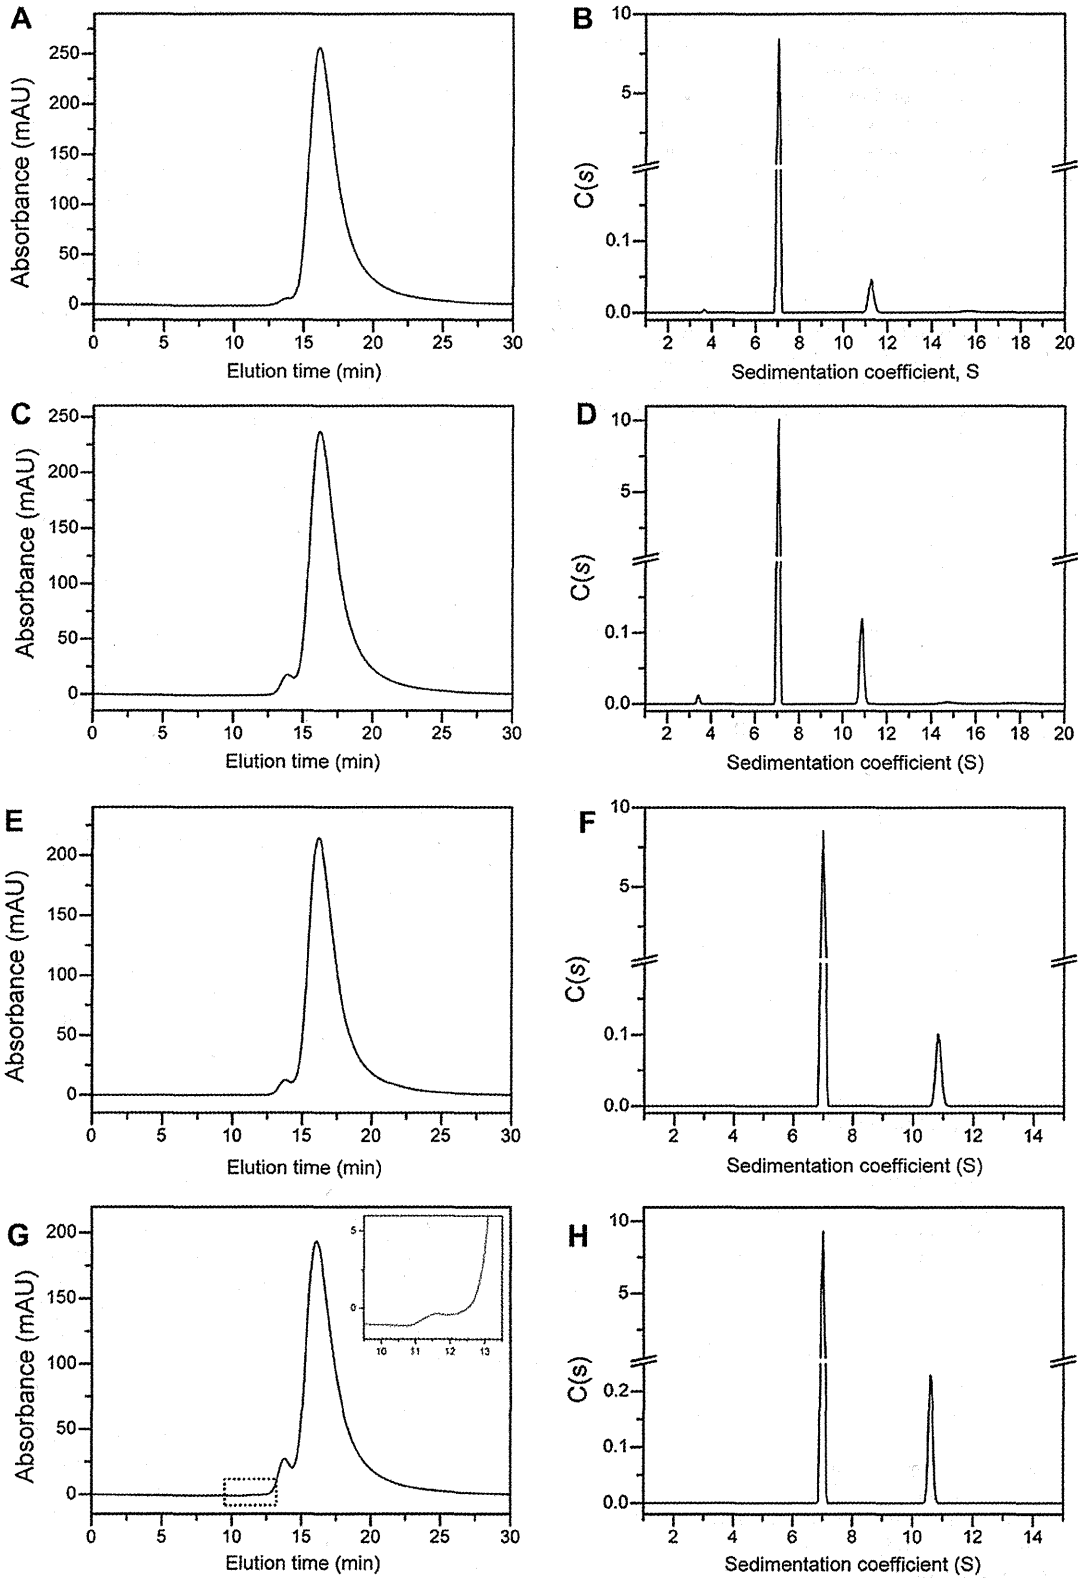 A
Absorbance (mAU)
250
200
150
100
50
0
0 5 10 15 20 25 30
Elution time (min)
B
C(s)
10
5
0.1
0.0
2 4 6 8 10 12 14 16 18 20
Sedimentation coefficient, S
C
Absorbance (mAU)
250
200
150
100
50
0
0 5 10 15 20 25 30
Elution time (min)
D
C(s)
10
5
0.1
0.0
2 4 6 8 10 12 14 16 18 20
Sedimentation coefficient (S)
E
Absorbance (mAU)
200
150
100
50
0
0 5 10 15 20 25 30
Elution time (min)
F
C(s)
10
5
0.1
0.0
2 4 6 8 10 12 14
Sedimentation coefficient (S)
G
Absorbance (mAU)
200
150
100
50
0
0 5 10 15 20 25 30
Elution time (min)
5
0
10 11 12 13
H
C(s)
10
5
0.2
0.1
0.0
2 4 6 8 10 12 14
Sedimentation coefficient (S)